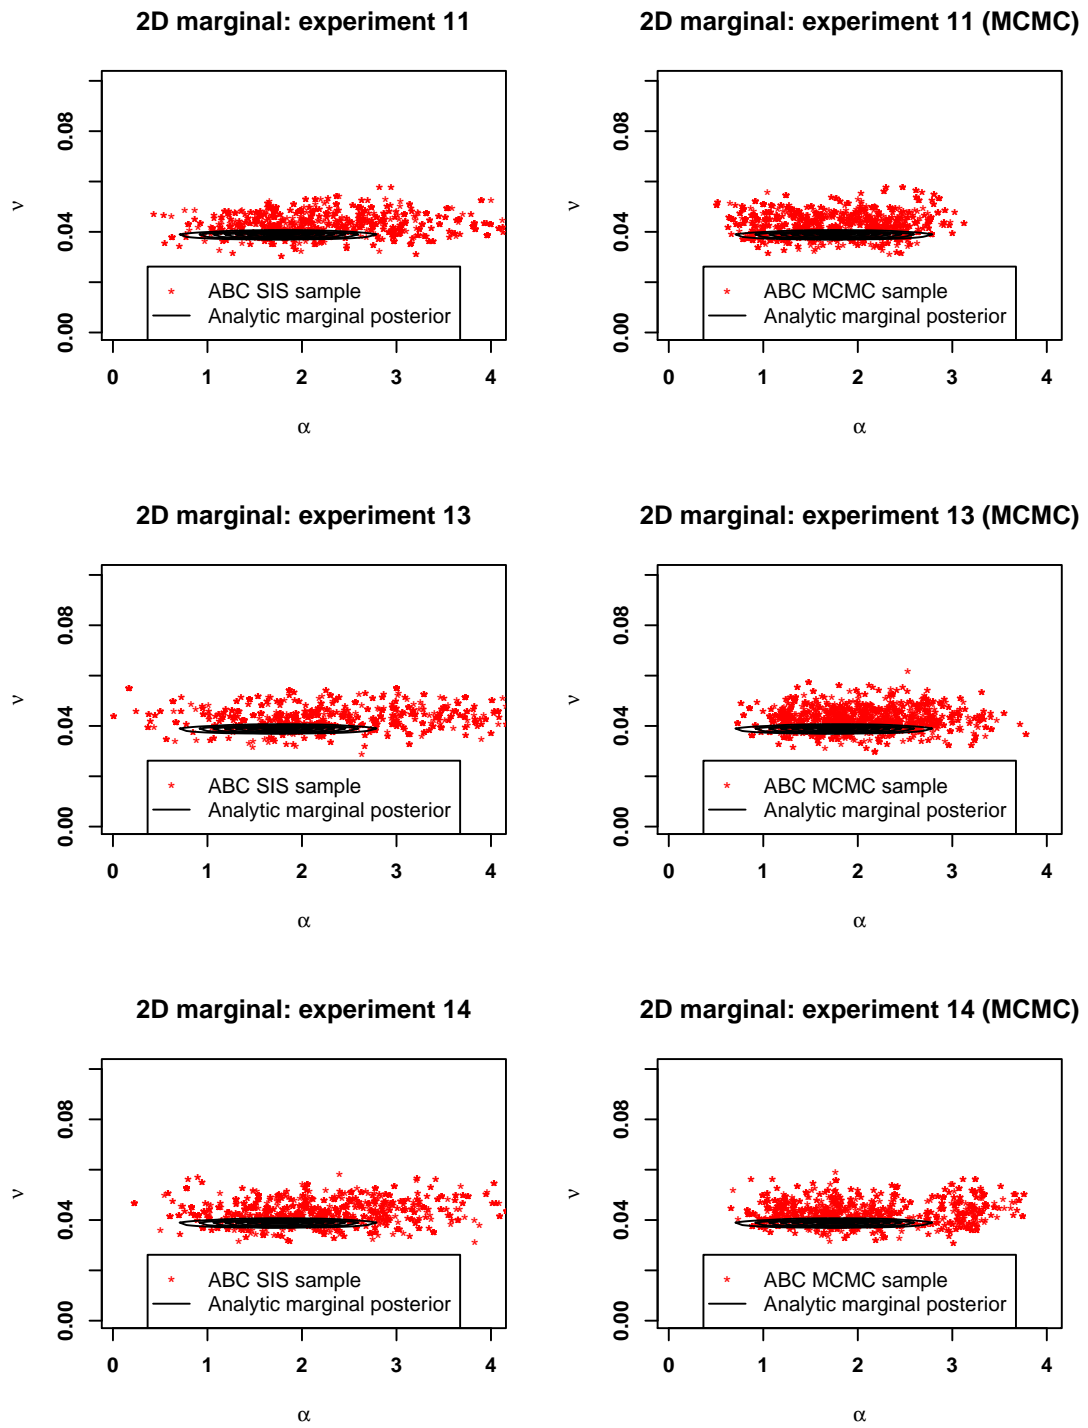 2D marginal: experiment 11
ν
0.00 0.04 0.08
ABC SIS sample
Analytic marginal posterior
0 1 2 3 4
α
2D marginal: experiment 11 (MCMC)
ν
0.00 0.04 0.08
ABC MCMC sample
Analytic marginal posterior
0 1 2 3 4
α
2D marginal: experiment 13
ν
0.00 0.04 0.08
ABC SIS sample
Analytic marginal posterior
0 1 2 3 4
α
2D marginal: experiment 13 (MCMC)
ν
0.00 0.04 0.08
ABC MCMC sample
Analytic marginal posterior
0 1 2 3 4
α
2D marginal: experiment 14
ν
0.00 0.04 0.08
ABC SIS sample
Analytic marginal posterior
0 1 2 3 4
α
2D marginal: experiment 14 (MCMC)
ν
0.00 0.04 0.08
ABC MCMC sample
Analytic marginal posterior
0 1 2 3 4
α